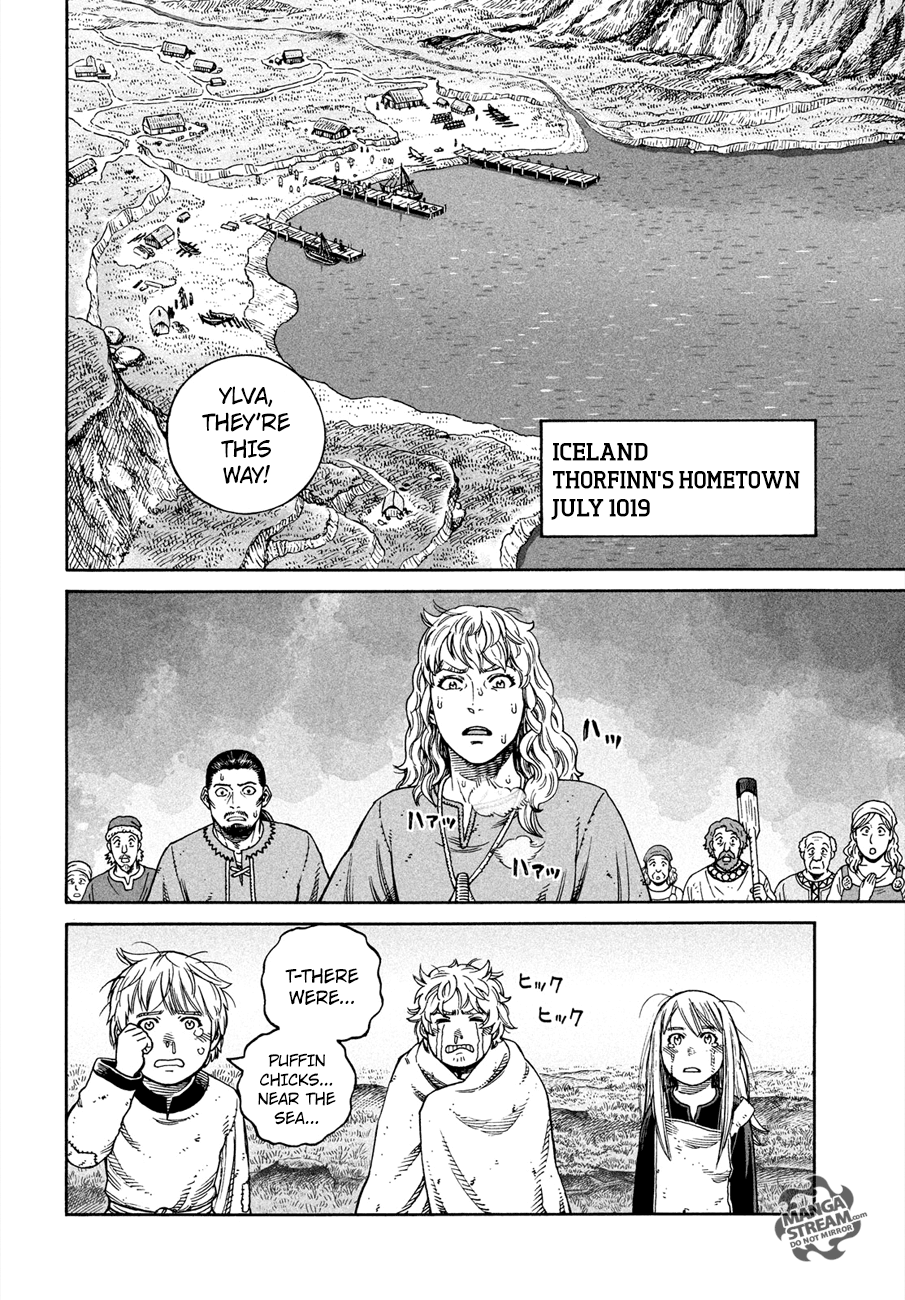 YLVA,
THEY'RE
THIS
WAY!
ICELAND
THORFINN'S HOMETOWN
JULY 1019
ハッ
ハァッ
ハァッ
T-THERE
WERE...
PUFFIN
CHICKS...
NEAR THE
SEA...
ヒック
ヒック
MANGA
STREAM.com
DO NOT MIRROR